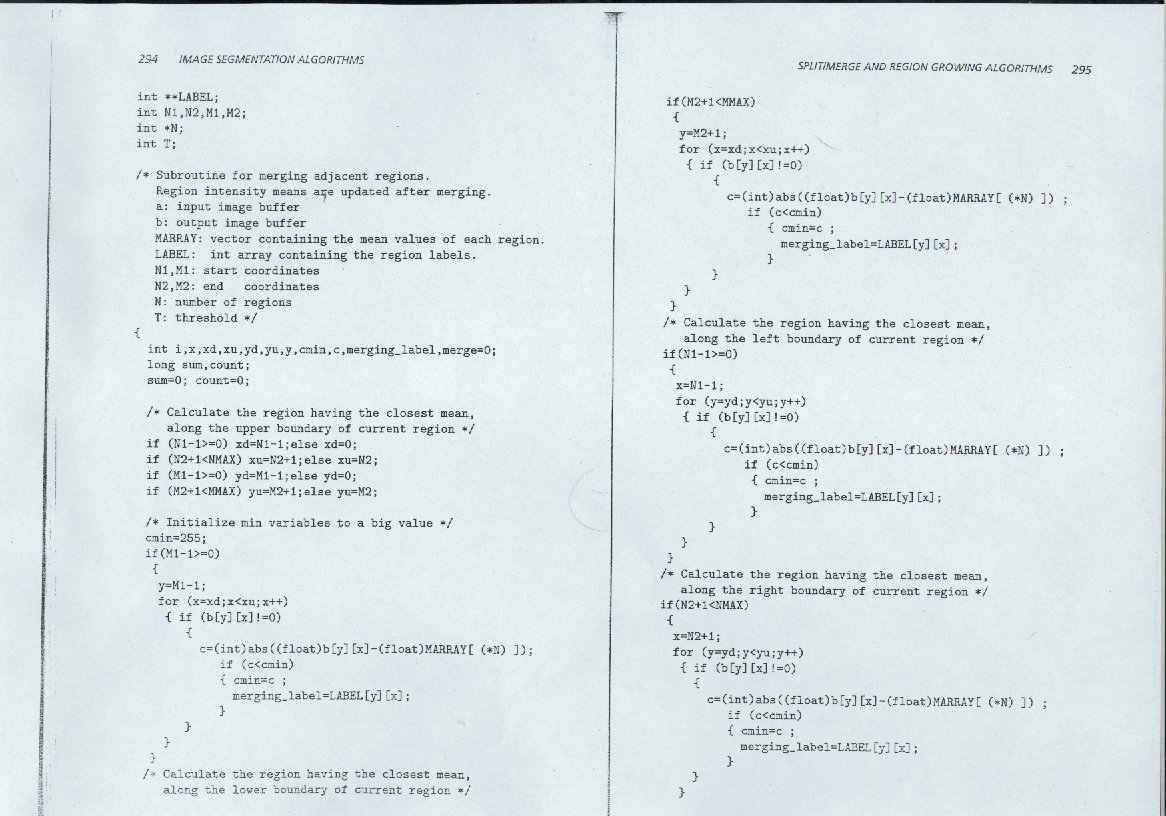 294 IMAGE SEGMENTATION ALGORITHMS
int **LABEL;
int N1,N2,M1,M2;
int *N;
int T;
/* Subroutine for merging adjacent regions.
Region intensity means are updated after merging.
a: input image buffer
b: output image buffer
MARRAY: vector containing the mean values of each region.
LABEL: int array containing the region labels.
N1,M1: start coordinates
N2,M2: end coordinates
N: number of regions
T: threshold */
{
int i,x,xd,xu,yd,yu,y,cmin,c,merging_label,merge=0;
long sum,count;
sum=0; count=0;
/* Calculate the region having the closest mean,
along the upper boundary of current region */
if (N1-1>=0) xd=N1-1;else xd=0;
if (N2+1<NMAX) xu=N2+1;else xu=N2;
if (M1-1>=0) yd=M1-1;else yd=0;
if (M2+1<MMAX) yu=M2+1;else yu=M2;
/* Initialize min variables to a big value */
cmin=255;
if(M1-1>=0)
{
y=M1-1;
for (x=xd;x<xu;x++)
{ if (b[y][x]!=0)
{
c=(int)abs((float)b[y][x]-(float)MARRAY[ (*N) ]);
if (c<cmin)
{ cmin=c ;
merging_label=LABEL[y][x];
}
}
}
}
/* Calculate the region having the closest mean,
along the lower boundary of current region */
SPLIT/MERGE AND REGION GROWING ALGORITHMS 295
if(M2+1<MMAX)
{
y=M2+1;
for (x=xd;x<xu;x++)
{ if (b[y][x]!=0)
{
c=(int)abs((float)b[y][x]-(float)MARRAY[ (*N) ]) ;
if (c<cmin)
{ cmin=c ;
merging_label=LABEL[y][x];
}
}
}
}
/* Calculate the region having the closest mean,
along the left boundary of current region */
if(N1-1>=0)
{
x=N1-1;
for (y=yd;y<yu;y++)
{ if (b[y][x]!=0)
{
c=(int)abs((float)b[y][x]-(float)MARRAY[ (*N) ]) ;
if (c<cmin)
{ cmin=c ;
merging_label=LABEL[y][x];
}
}
}
}
/* Calculate the region having the closest mean,
along the right boundary of current region */
if(N2+1<NMAX)
{
x=N2+1;
for (y=yd;y<yu;y++)
{ if (b[y][x]!=0)
{
c=(int)abs((float)b[y][x]-(float)MARRAY[ (*N) ]) ;
if (c<cmin)
{ cmin=c ;
merging_label=LABEL[y][x];
}
}
}